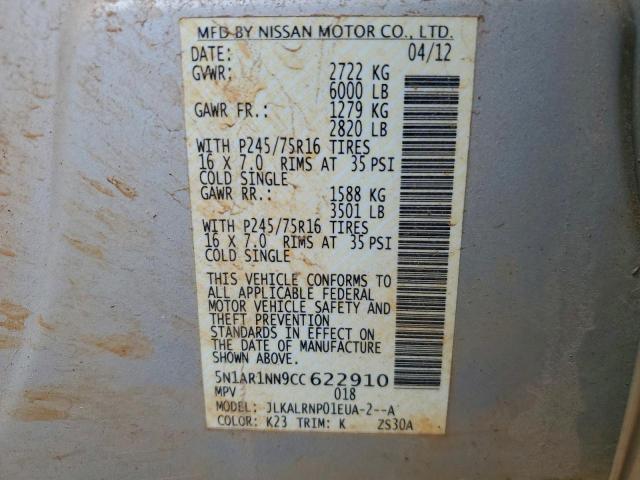 MFD BY NISSAN MOTOR CO., LTD.
DATE: 04/12
GVWR: 2722 KG
6000 LB
GAWR FR.: 1279 KG
2820 LB
WITH P245/75R16 TIRES
16 X 7.0 RIMS AT 35 PSI
COLD SINGLE
GAWR RR.: 1588 KG
3501 LB
WITH P245/75R16 TIRES
16 X 7.0 RIMS AT 35 PSI
COLD SINGLE
THIS VEHICLE CONFORMS TO
ALL APPLICABLE FEDERAL
MOTOR VEHICLE SAFETY AND
THEFT PREVENTION
STANDARDS IN EFFECT ON
THE DATE OF MANUFACTURE
SHOWN ABOVE.
5N1AR1NN9CC622910
MPV 018
MODEL: JLKALRNP01EUA-2--A
COLOR: K23 TRIM: K ZS30A